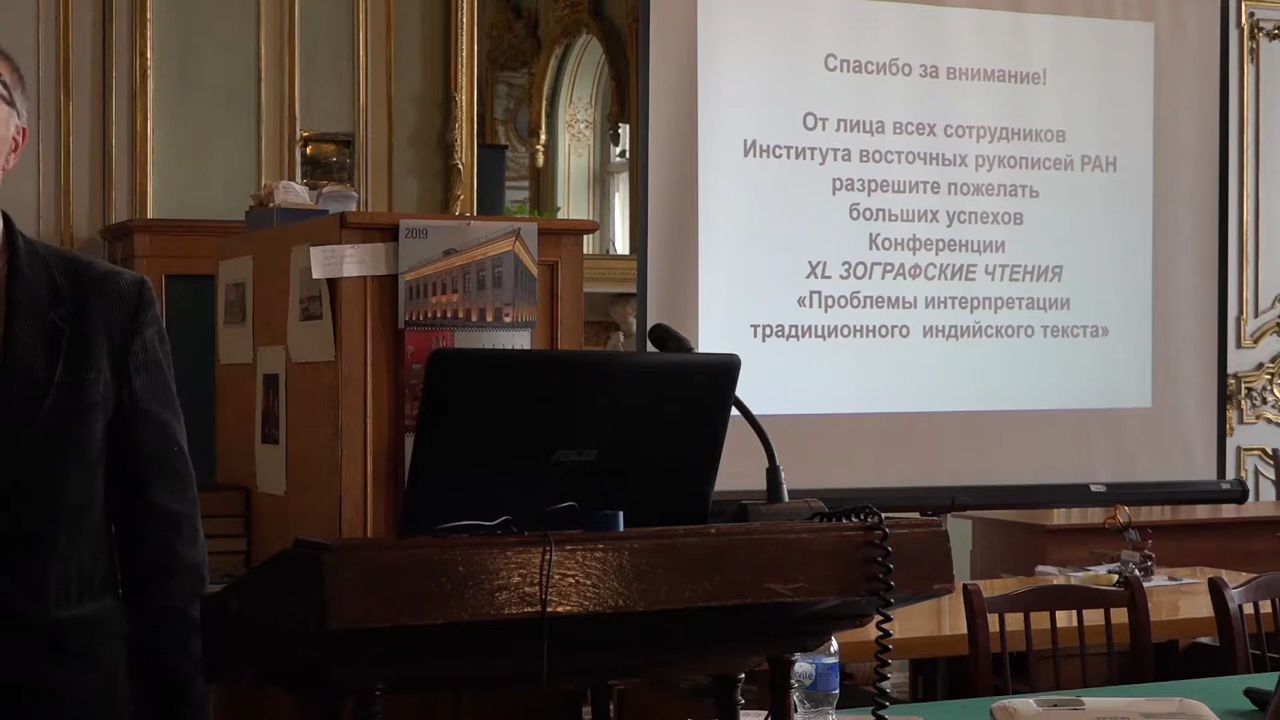 Спасибо за внимание!
От лица всех сотрудников
Института восточных рукописей РАН
разрешите пожелать
больших успехов
Конференции
XL ЗОГРАФСКИЕ ЧТЕНИЯ
«Проблемы интерпретации
традиционного индийского текста»
2019
ASUS